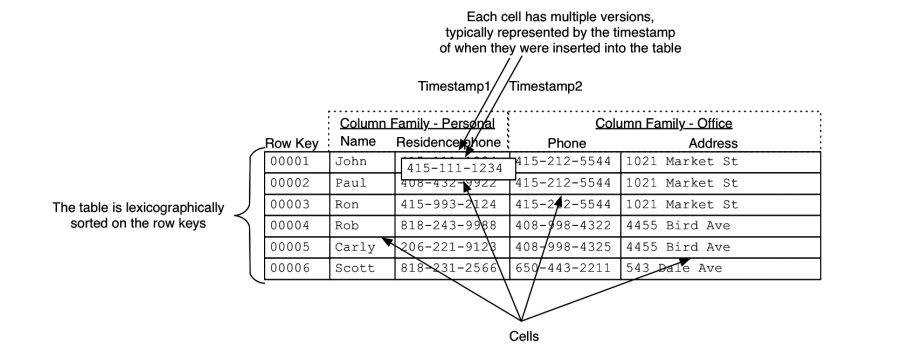 Each cell has multiple versions,
typically represented by the timestamp
of when they were inserted into the table
Timestamp1 Timestamp2
Column Family - Personal Column Family - Office
Row Key Name Residencephone Phone Address
00001 John 415-212-5544 1021 Market St
415-111-1234
00002 Paul 408-432-9922 415-212-5544 1021 Market St
00003 Ron 415-993-2124 415-212-5544 1021 Market St
00004 Rob 818-243-9988 408-998-4322 4455 Bird Ave
00005 Carly 206-221-9123 408-998-4325 4455 Bird Ave
00006 Scott 818-231-2566 650-443-2211 543 Dale Ave
The table is lexicographically
sorted on the row keys
Cells